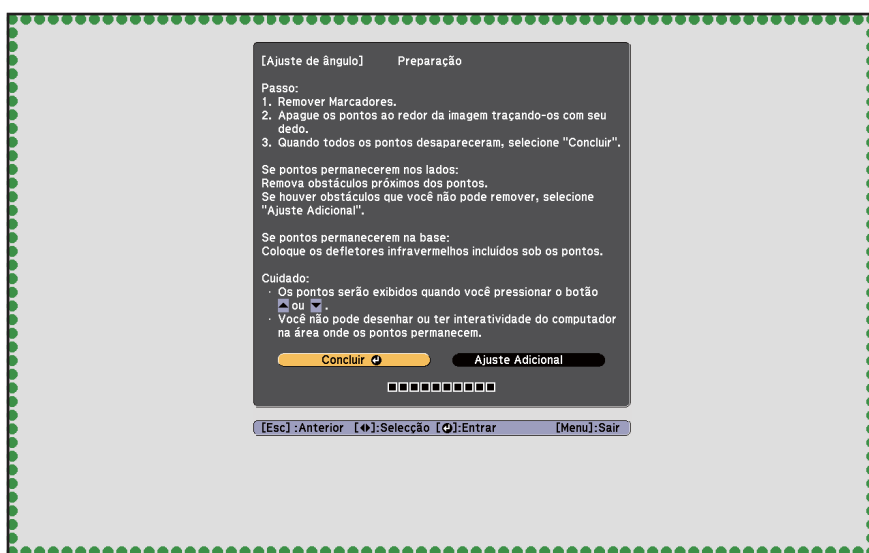 [Ajuste de ângulo] Preparação
Passo:
1. Remover Marcadores.
2. Apague os pontos ao redor da imagem traçando-os com seu
dedo.
3. Quando todos os pontos desapareceram, selecione "Concluir".
Se pontos permanecerem nos lados:
Remova obstáculos próximos dos pontos.
Se houver obstáculos que você não pode remover, selecione
"Ajuste Adicional".
Se pontos permanecerem na base:
Coloque os defletores infravermelhos incluídos sob os pontos.
Cuidado:
· Os pontos serão exibidos quando você pressionar o botão
▲ ou ▼ .
· Você não pode desenhar ou ter interatividade do computador
na área onde os pontos permanecem.
Concluir Ajuste Adicional
[Esc] :Anterior [◄►]:Selecção [↵]:Entrar [Menu]:Sair